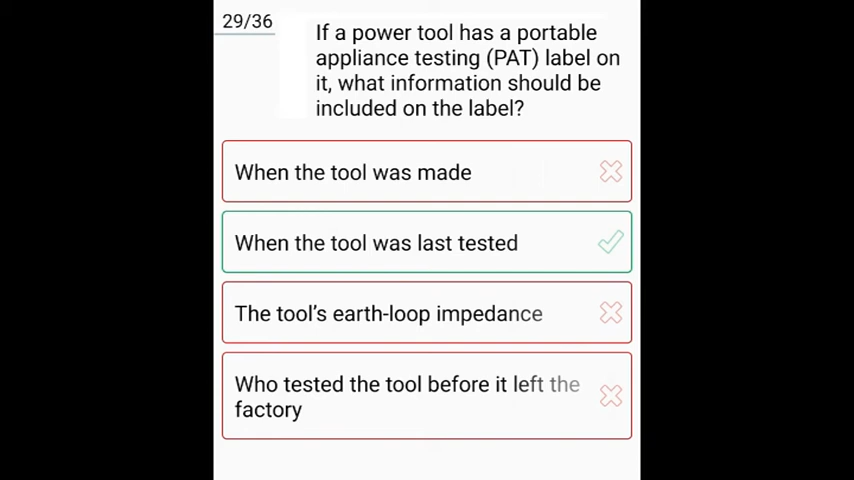 29/36
If a power tool has a portable
appliance testing (PAT) label on
it, what information should be
included on the label?
When the tool was made
When the tool was last tested
The tool’s earth-loop impedance
Who tested the tool before it left the
factory